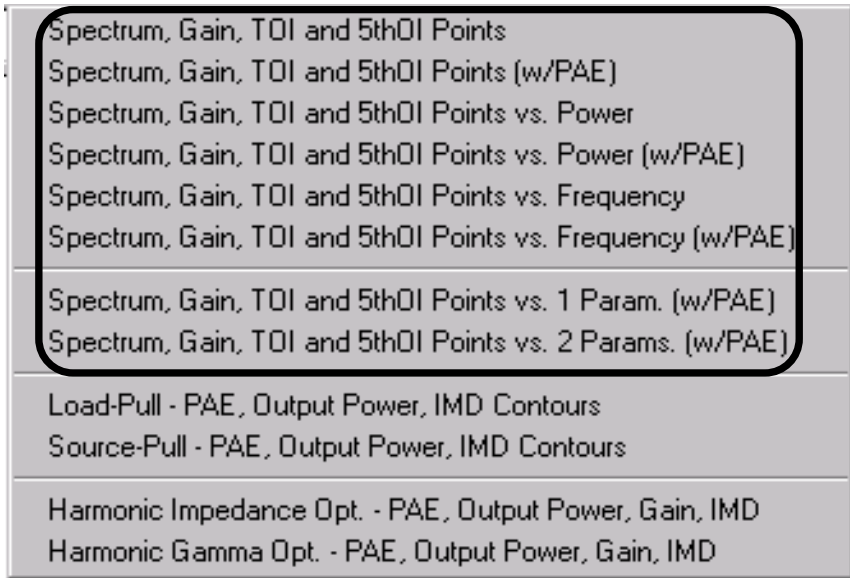 Spectrum, Gain, TOI and 5thOI Points
Spectrum, Gain, TOI and 5thOI Points (w/PAE)
Spectrum, Gain, TOI and 5thOI Points vs. Power
Spectrum, Gain, TOI and 5thOI Points vs. Power (w/PAE)
Spectrum, Gain, TOI and 5thOI Points vs. Frequency
Spectrum, Gain, TOI and 5thOI Points vs. Frequency (w/PAE)
Spectrum, Gain, TOI and 5thOI Points vs. 1 Param. (w/PAE)
Spectrum, Gain, TOI and 5thOI Points vs. 2 Params. (w/PAE)
Load-Pull - PAE, Output Power, IMD Contours
Source-Pull - PAE, Output Power, IMD Contours
Harmonic Impedance Opt. - PAE, Output Power, Gain, IMD
Harmonic Gamma Opt. - PAE, Output Power, Gain, IMD